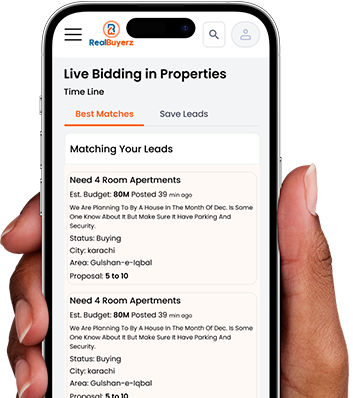 RealBuyerz
Live Bidding in Properties
Time Line
Best Matches Save Leads
Matching Your Leads
Need 4 Room Apertments
Est. Budget: 80M Posted 39 min ago
We Are Planning To By A House In The Month Of Dec. Is Some
One Know About It But Make Sure It Have Parking And
Security.
Status: Buying
City: karachi
Area: Gulshan-e-Iqbal
Proposal: 5 to 10
Need 4 Room Apertments
Est. Budget: 80M Posted 39 min ago
We Are Planning To By A House In The Month Of Dec. Is Some
One Know About It But Make Sure It Have Parking And
Security.
Status: Buying
City: karachi
Area: Gulshan-e-Iqbal
Proposal: 5 to 10